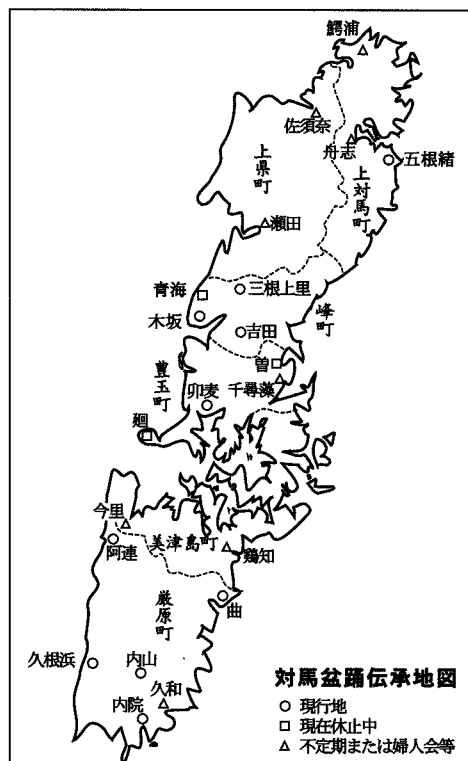 鰐浦
佐須奈
舟志
五根緒
上県町
上対馬町
瀬田
青海
三根上里
木坂
吉田
峰町
曽
千尋藻
豊玉町
卯麦
廻
今里
美津島町
阿連
鶏知
曲
厳原町
久根浜
内山
久和
内院
対馬盆踊伝承地図
○ 現行地
□ 現在休止中
△ 不定期または婦人会等